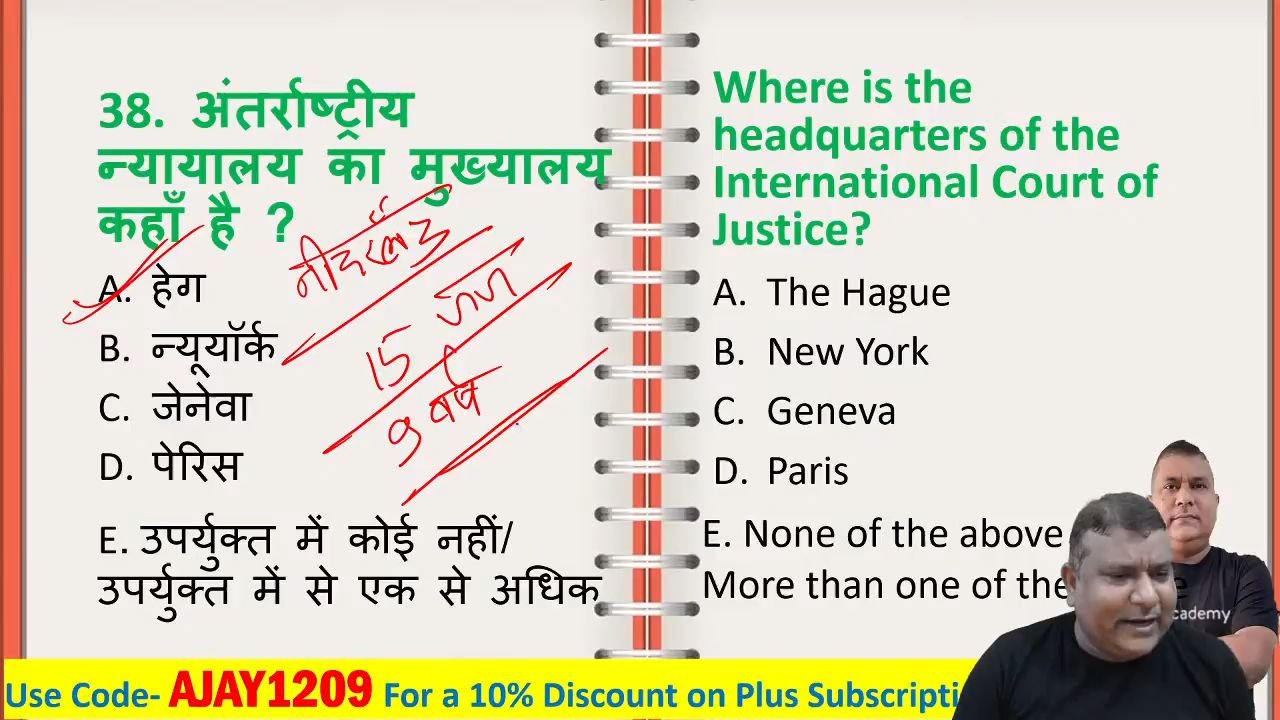 38. अंतर्राष्ट्रीय
न्यायालय का मुख्यालय
कहाँ है ?
A. हेग
B. न्यूयॉर्क
C. जेनेवा
D. पेरिस
E. उपर्युक्त में कोई नहीं/
उपर्युक्त में से एक से अधिक
नीदरलैंड
15 जज
9 वर्ष
Where is the
headquarters of the
International Court of
Justice?
A. The Hague
B. New York
C. Geneva
D. Paris
E. None of the above
More than one of the
cademy
Use Code- AJAY1209 For a 10% Discount on Plus Subscripti